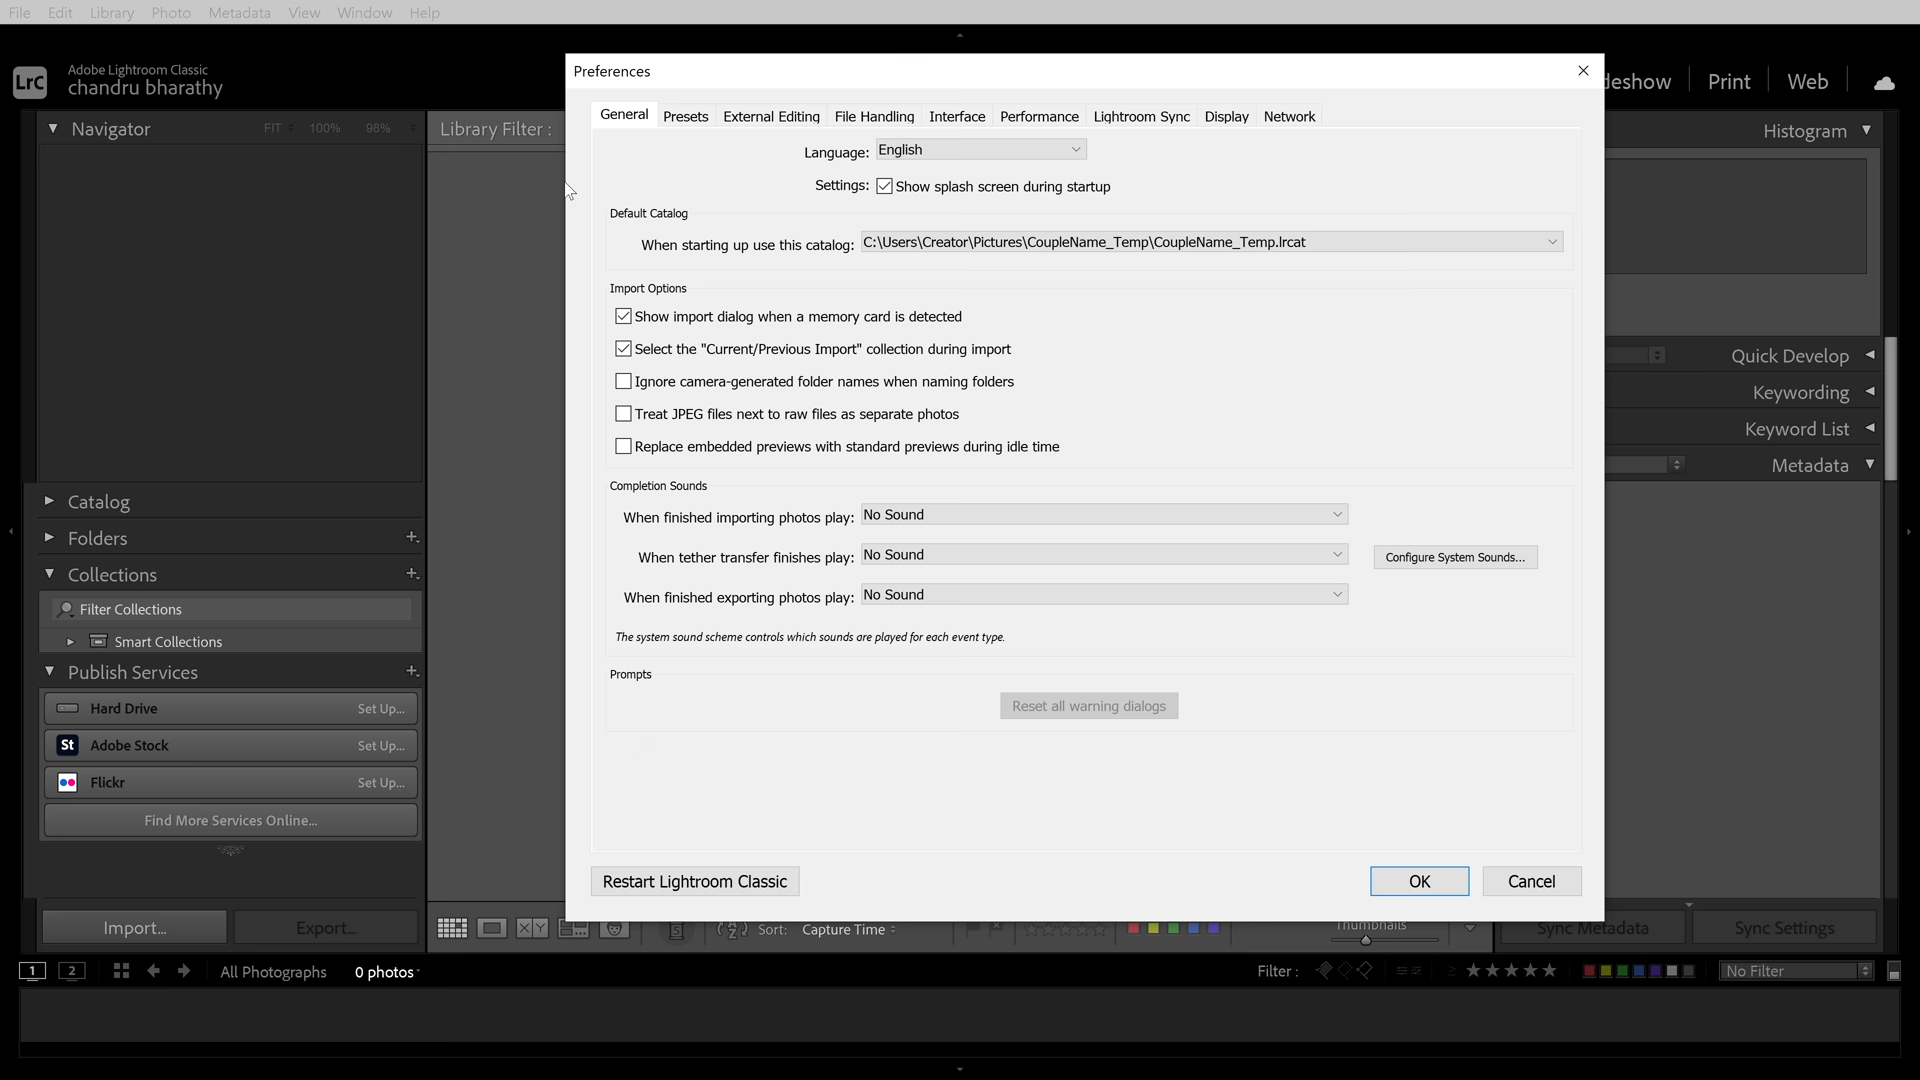 File Edit Library Photo Metadata View Window Help
LrC
Adobe Lightroom Classic
chandru bharathy
deshow Print Web
Navigator FIT 100% 98%
Library Filter :
Histogram
Preferences
General Presets External Editing File Handling Interface Performance Lightroom Sync Display Network
Language: English
Settings: Show splash screen during startup
Default Catalog
When starting up use this catalog: C:\Users\Creator\Pictures\CoupleName_Temp\CoupleName_Temp.lrcat
Import Options
Show import dialog when a memory card is detected
Select the "Current/Previous Import" collection during import
Ignore camera-generated folder names when naming folders
Treat JPEG files next to raw files as separate photos
Replace embedded previews with standard previews during idle time
Completion Sounds
When finished importing photos play: No Sound
When tether transfer finishes play: No Sound Configure System Sounds...
When finished exporting photos play: No Sound
The system sound scheme controls which sounds are played for each event type.
Prompts
Reset all warning dialogs
Restart Lightroom Classic OK Cancel
Quick Develop
Keywording
Keyword List
Metadata
Catalog
Folders
Collections
Filter Collections
Smart Collections
Publish Services
Hard Drive Set Up...
St Adobe Stock Set Up...
Flickr Set Up...
Find More Services Online...
Import... Export...
XY Sort: Capture Time Thumbnails Sync Metadata Sync Settings
1 2 All Photographs 0 photos Filter : No Filter